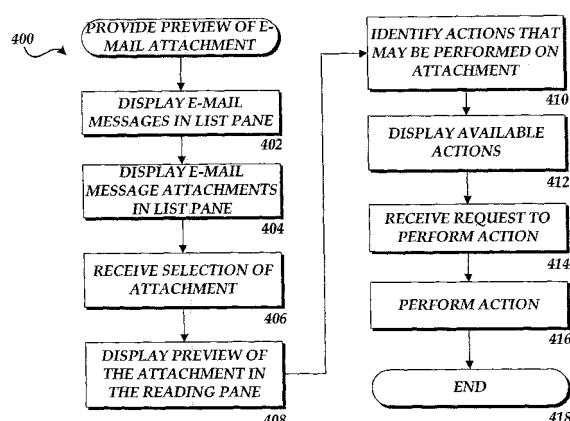 400
PROVIDE PREVIEW OF E-
MAIL ATTACHMENT
DISPLAY E-MAIL
MESSAGES IN LIST PANE
402
DISPLAY E-MAIL
MESSAGE ATTACHMENTS
IN LIST PANE
404
RECEIVE SELECTION OF
ATTACHMENT
406
DISPLAY PREVIEW OF
THE ATTACHMENT IN
THE READING PANE
408
IDENTIFY ACTIONS THAT
MAY BE PERFORMED ON
ATTACHMENT
410
DISPLAY AVAILABLE
ACTIONS
412
RECEIVE REQUEST TO
PERFORM ACTION
414
PERFORM ACTION
416
END
418